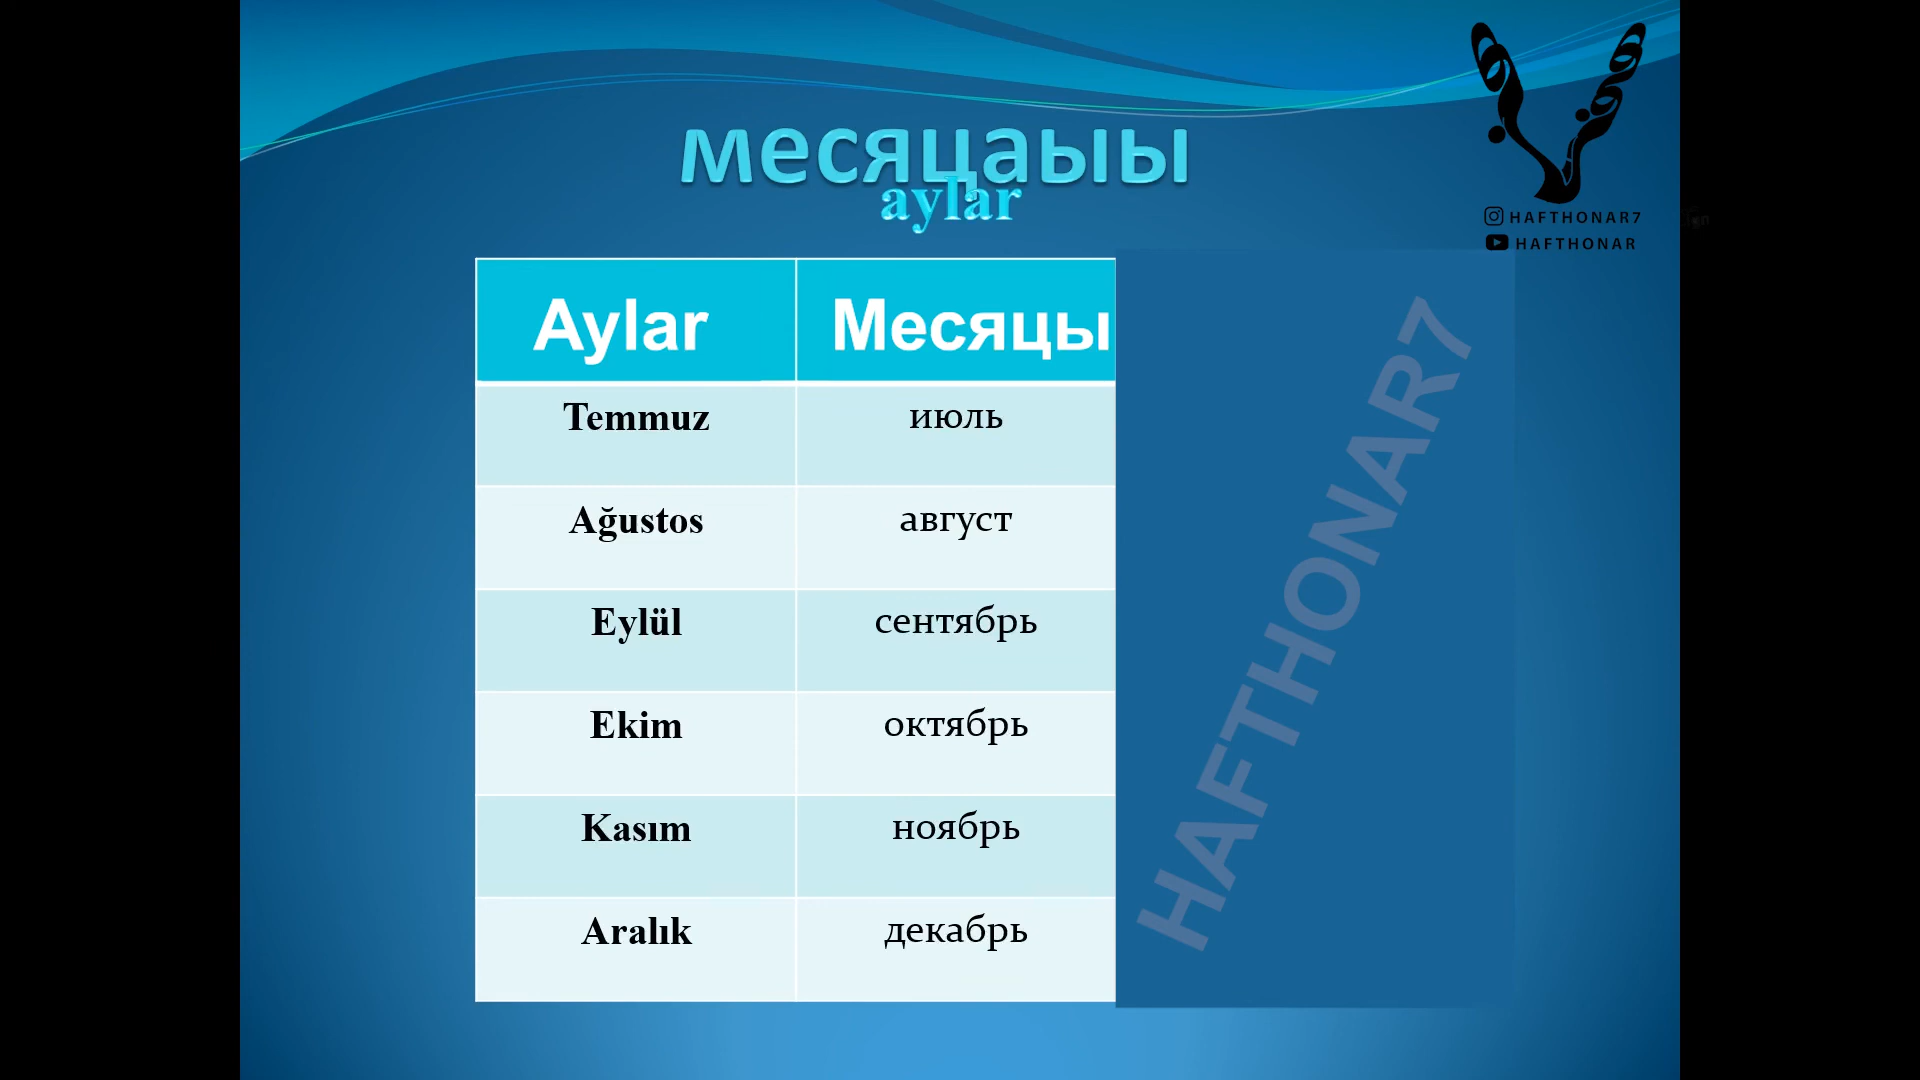 месяцаыы
aylar
HAFTHONAR7
HAFTHONAR
Aylar Месяцы
Temmuz июль
Ağustos август
Eylül сентябрь
Ekim октябрь
Kasım ноябрь
Aralık декабрь
HAFTHONAR7